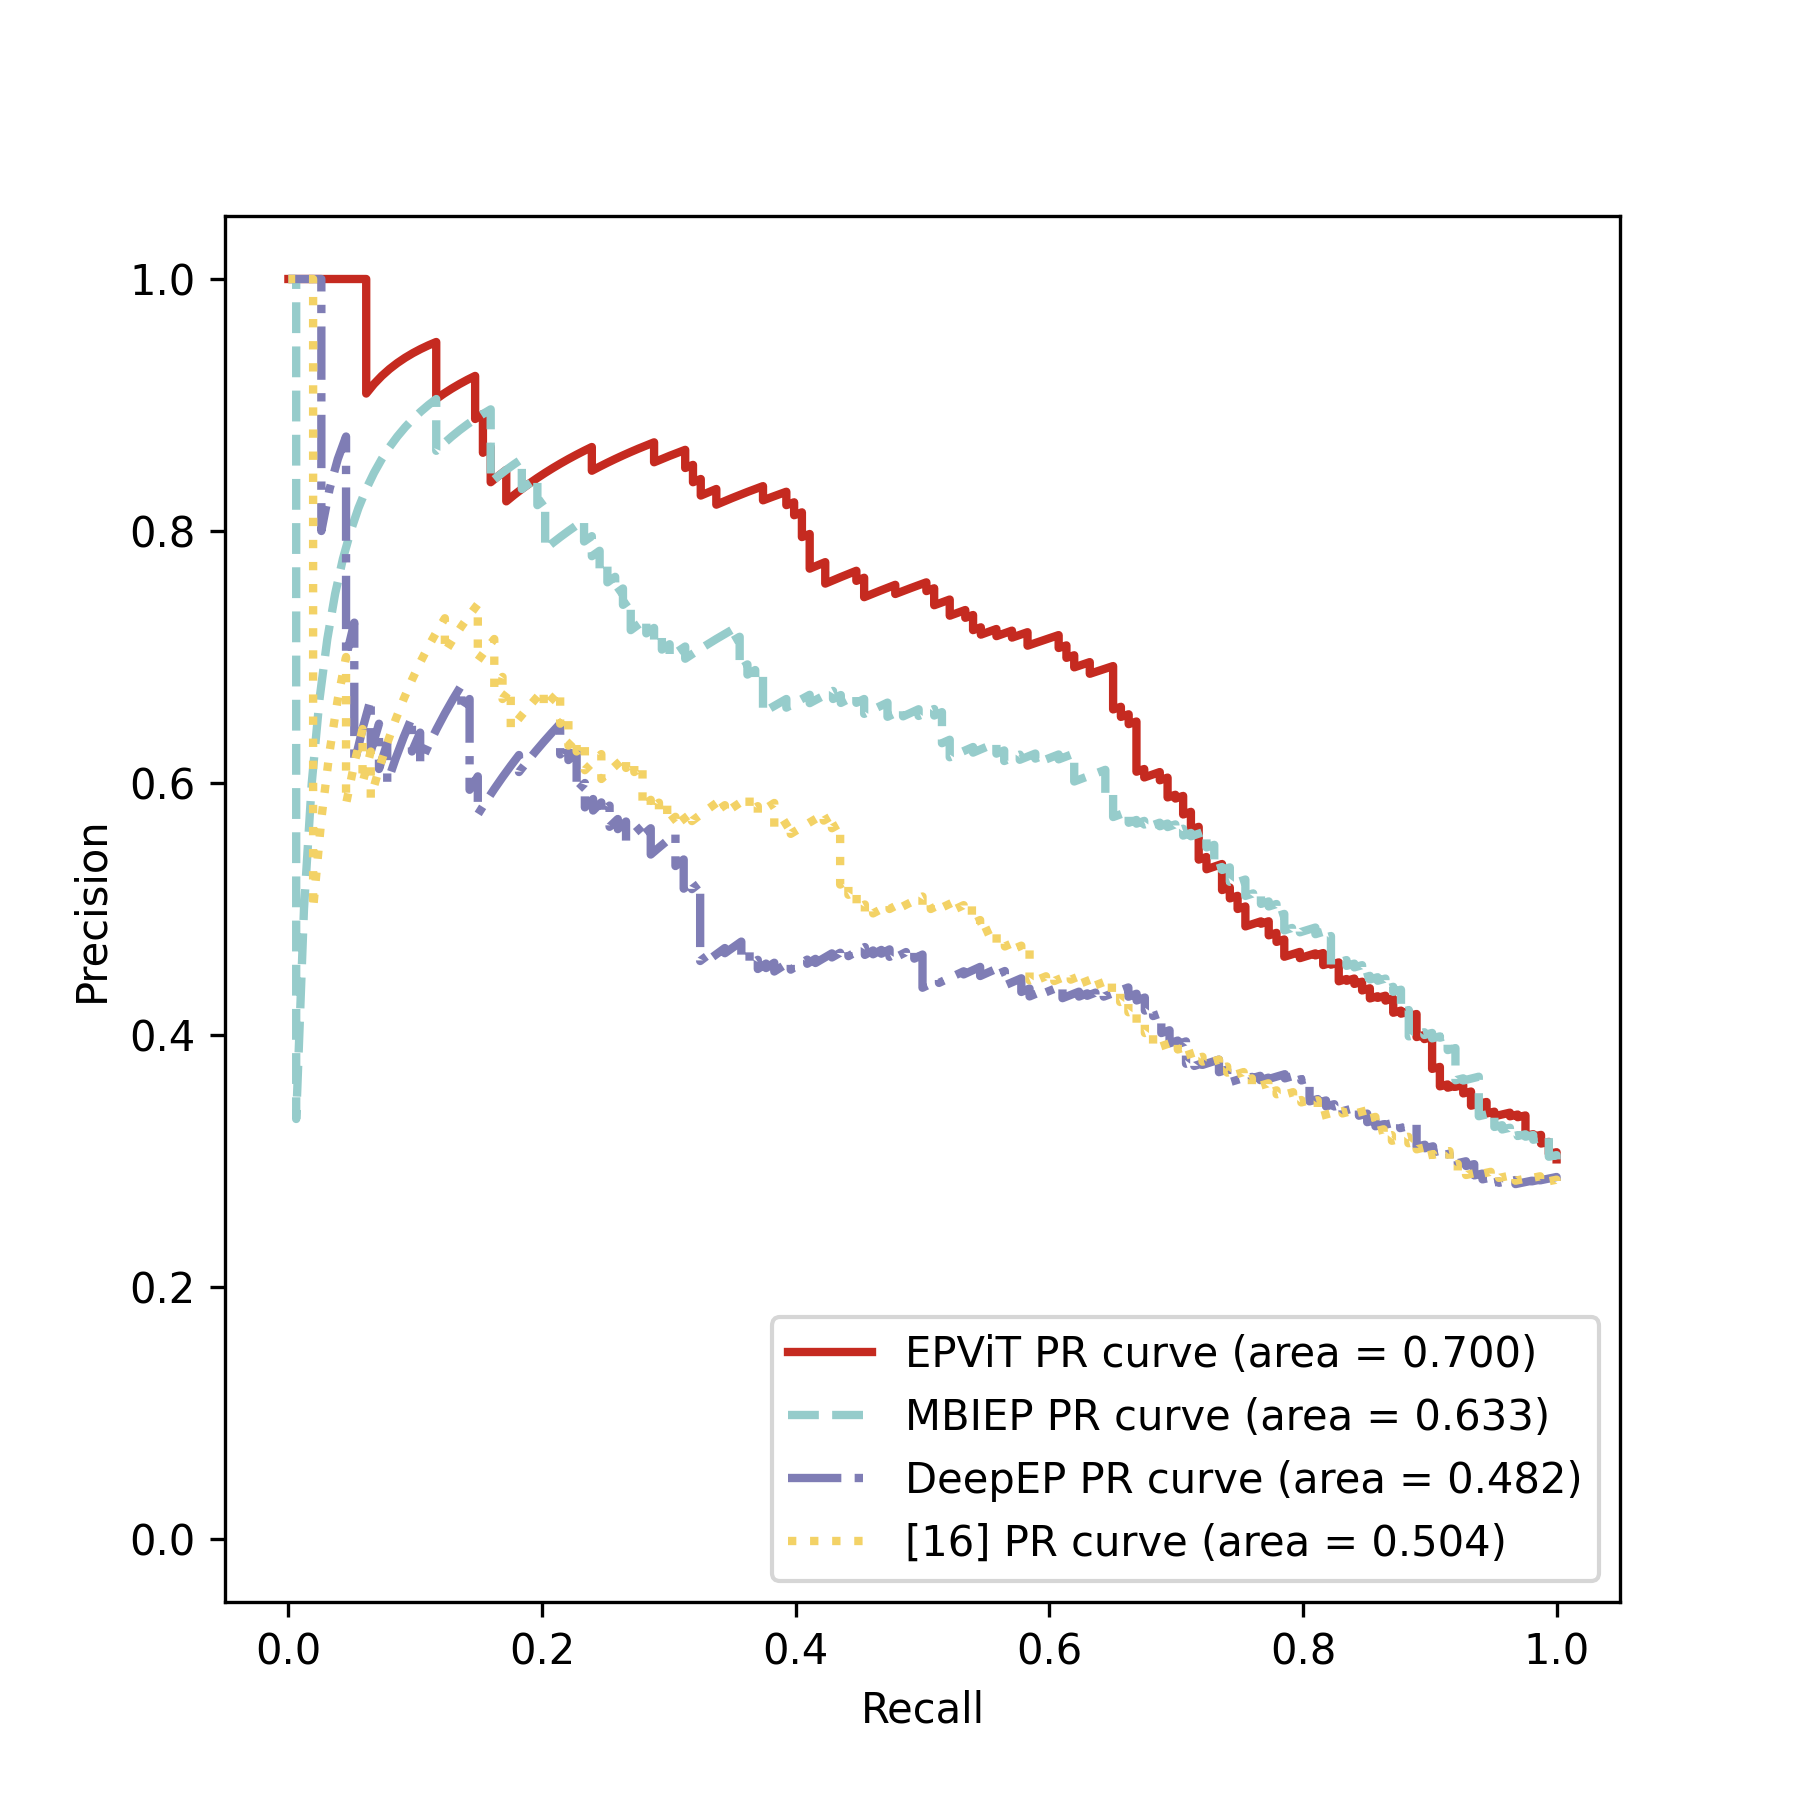 1.0
0.8
0.6
0.4
0.2
0.0
Precision
EPViT PR curve (area = 0.700)
MBIEP PR curve (area = 0.633)
DeepEP PR curve (area = 0.482)
[16] PR curve (area = 0.504)
0.0 0.2 0.4 0.6 0.8 1.0
Recall